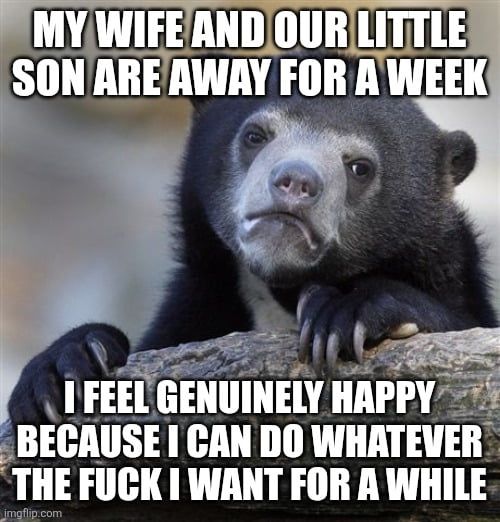 MY WIFE AND OUR LITTLE
SON ARE AWAY FOR A WEEK
I FEEL GENUINELY HAPPY
BECAUSE I CAN DO WHATEVER
THE FUCK I WANT FOR A WHILE
imgflip.com